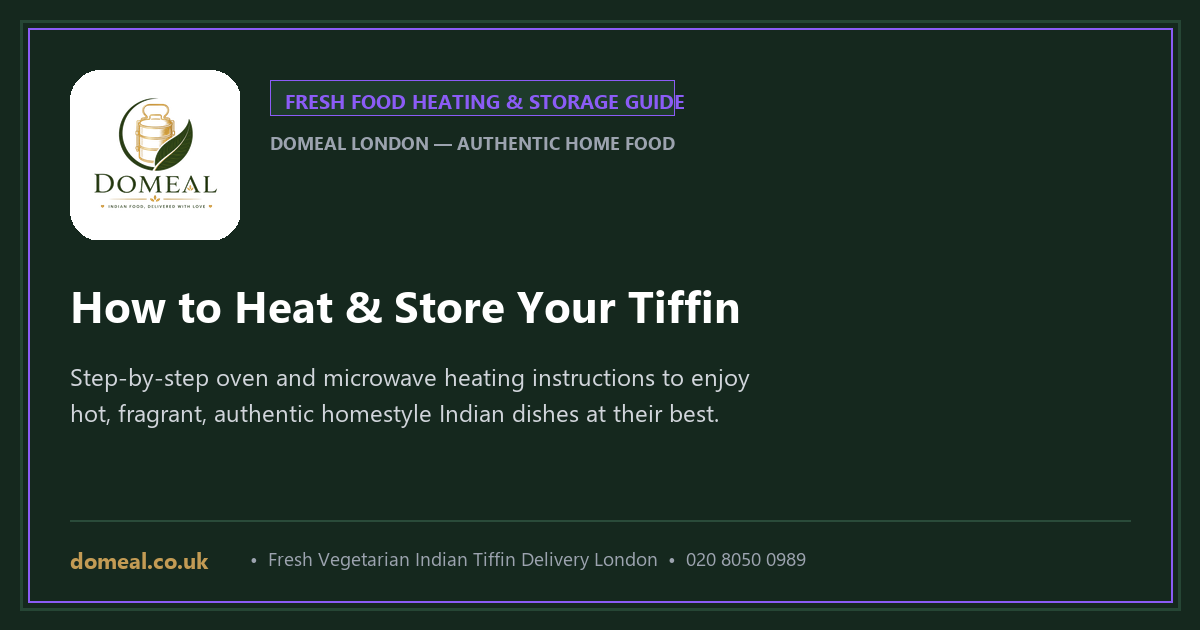 DOMEAL
INDIAN FOOD, DELIVERED WITH LOVE
FRESH FOOD HEATING & STORAGE GUIDE
DOMEAL LONDON — AUTHENTIC HOME FOOD
How to Heat & Store Your Tiffin
Step-by-step oven and microwave heating instructions to enjoy
hot, fragrant, authentic homestyle Indian dishes at their best.
domeal.co.uk • Fresh Vegetarian Indian Tiffin Delivery London • 020 8050 0989